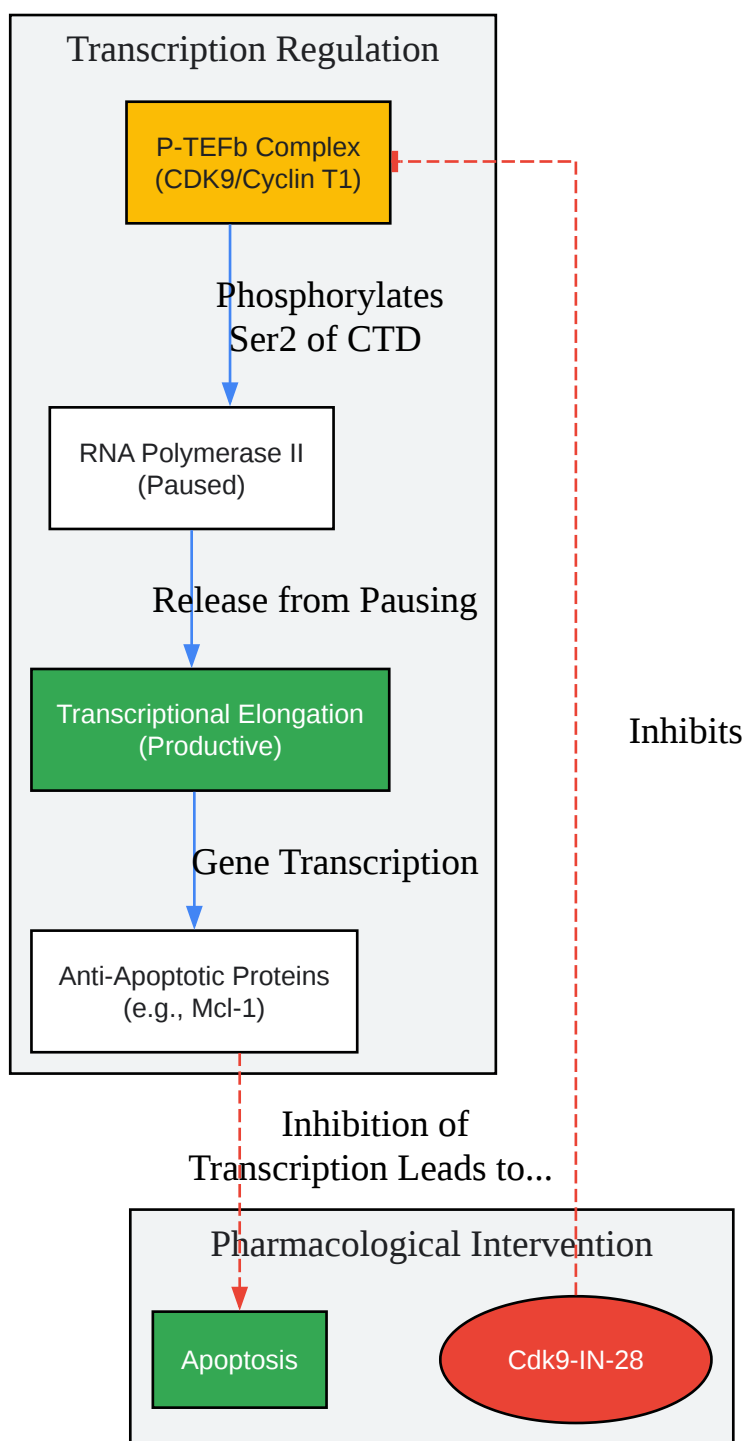 Transcription Regulation
P-TEFb Complex
(CDK9/Cyclin T1)
Phosphorylates
Ser2 of CTD
RNA Polymerase II
(Paused)
Release from Pausing
Transcriptional Elongation
(Productive)
Inhibits
Gene Transcription
Anti-Apoptotic Proteins
(e.g., Mcl-1)
Inhibition of
Transcription Leads to...
Pharmacological Intervention
Apoptosis
Cdk9-IN-28